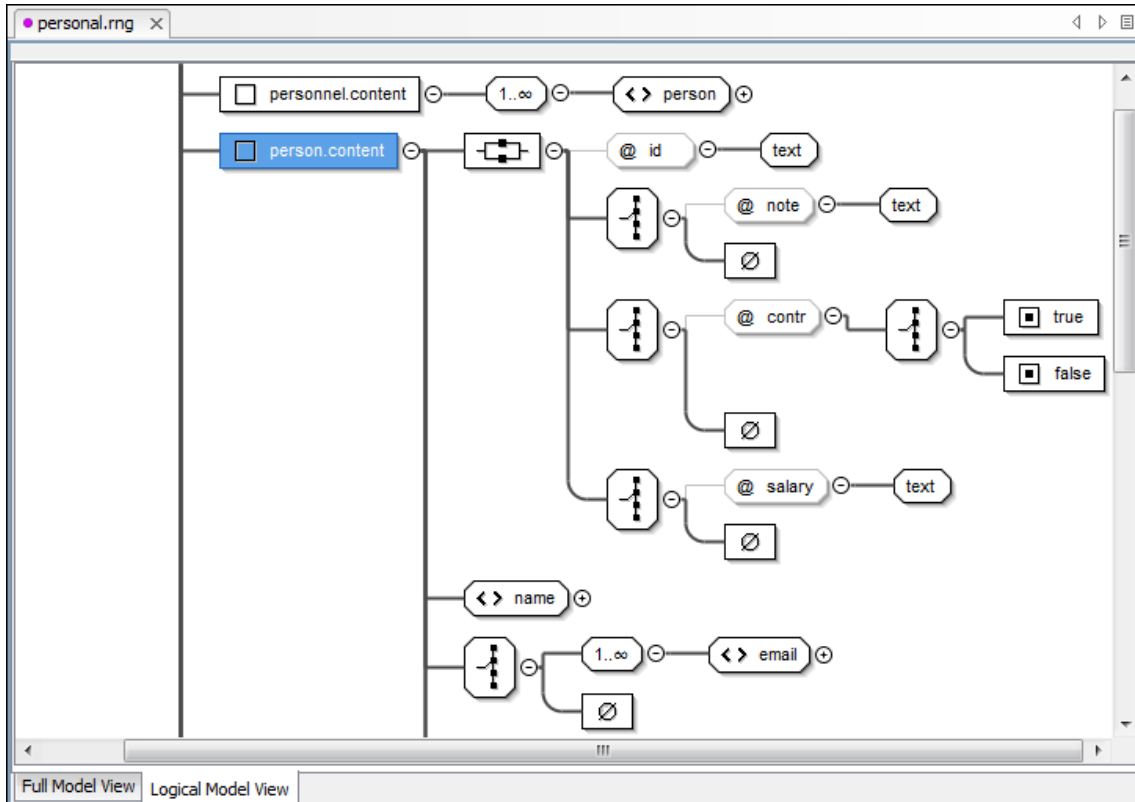 personal.rng
personnel.content 1..∞ < > person
person.content @ id text
@ note text
∅
@ contr true
false
∅
@ salary text
∅
< > name
1..∞ < > email
∅
Full Model View Logical Model View